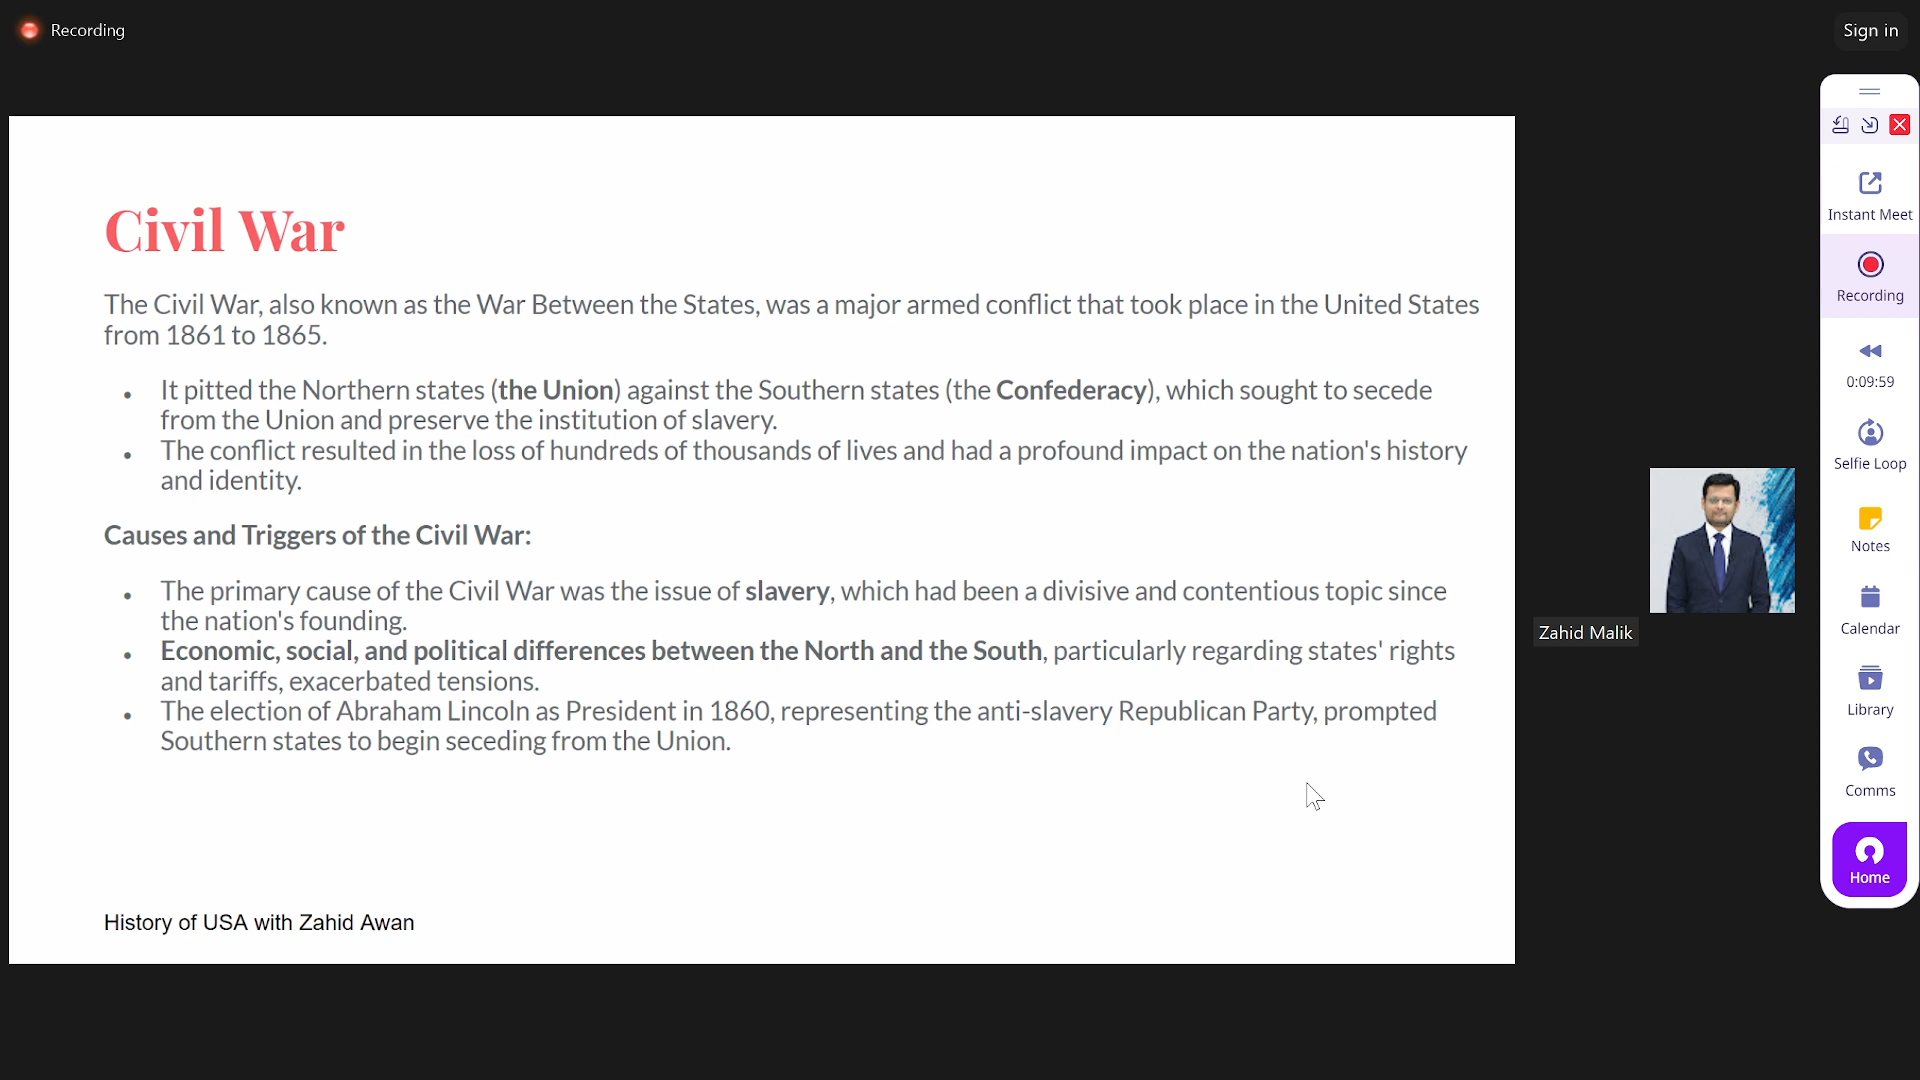 Recording
Sign in
Civil War
The Civil War, also known as the War Between the States, was a major armed conflict that took place in the United States
from 1861 to 1865.
• It pitted the Northern states (the Union) against the Southern states (the Confederacy), which sought to secede
from the Union and preserve the institution of slavery.
• The conflict resulted in the loss of hundreds of thousands of lives and had a profound impact on the nation's history
and identity.
Causes and Triggers of the Civil War:
• The primary cause of the Civil War was the issue of slavery, which had been a divisive and contentious topic since
the nation's founding.
• Economic, social, and political differences between the North and the South, particularly regarding states' rights
and tariffs, exacerbated tensions.
• The election of Abraham Lincoln as President in 1860, representing the anti-slavery Republican Party, prompted
Southern states to begin seceding from the Union.
History of USA with Zahid Awan
Zahid Malik
Instant Meet
Recording
0:09:59
Selfie Loop
Notes
Calendar
Library
Comms
Home